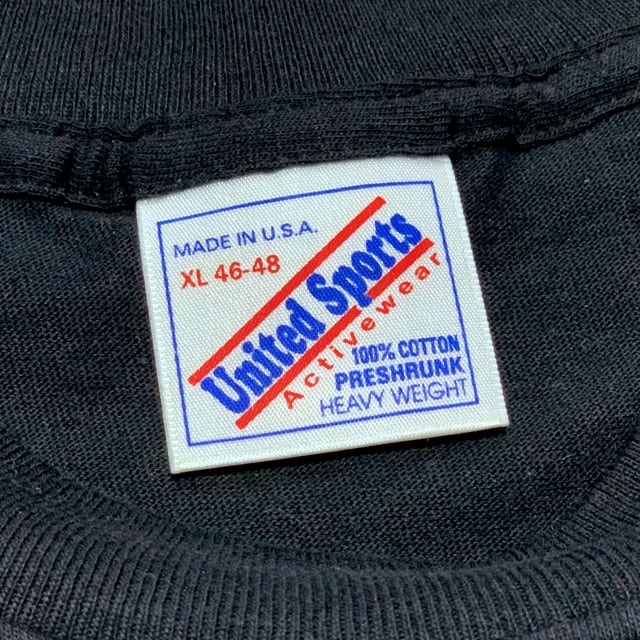 MADE IN U.S.A.
XL 46-48
United Sports
Activewear
100% COTTON
PRESHRUNK
HEAVY WEIGHT